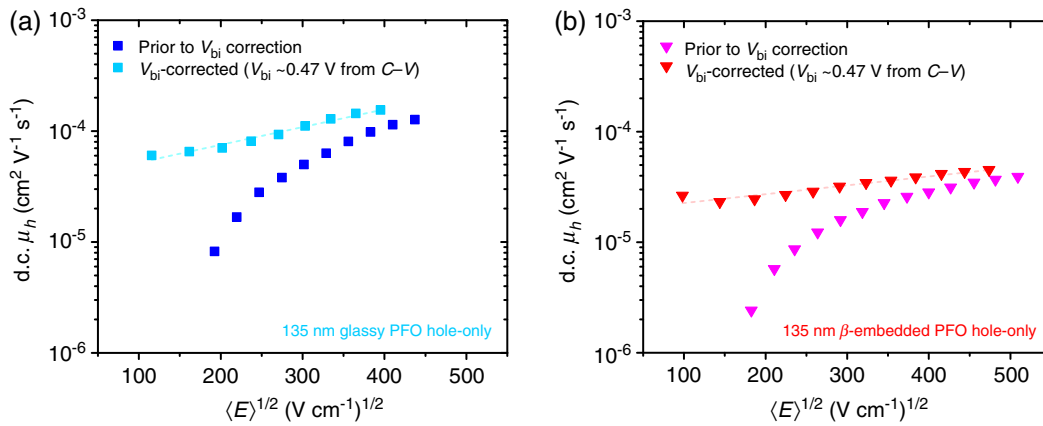 (a)
Prior to V_bi correction
V_bi-corrected (V_bi ~0.47 V from C–V)
10^-3
10^-4
10^-5
10^-6
d.c. μ_h (cm^2 V^-1 s^-1)
135 nm glassy PFO hole-only
100 200 300 400 500
⟨E⟩^1/2 (V cm^-1)^1/2
(b)
Prior to V_bi correction
V_bi-corrected (V_bi ~0.47 V from C–V)
10^-3
10^-4
10^-5
10^-6
d.c. μ_h (cm^2 V^-1 s^-1)
135 nm β-embedded PFO hole-only
100 200 300 400 500
⟨E⟩^1/2 (V cm^-1)^1/2